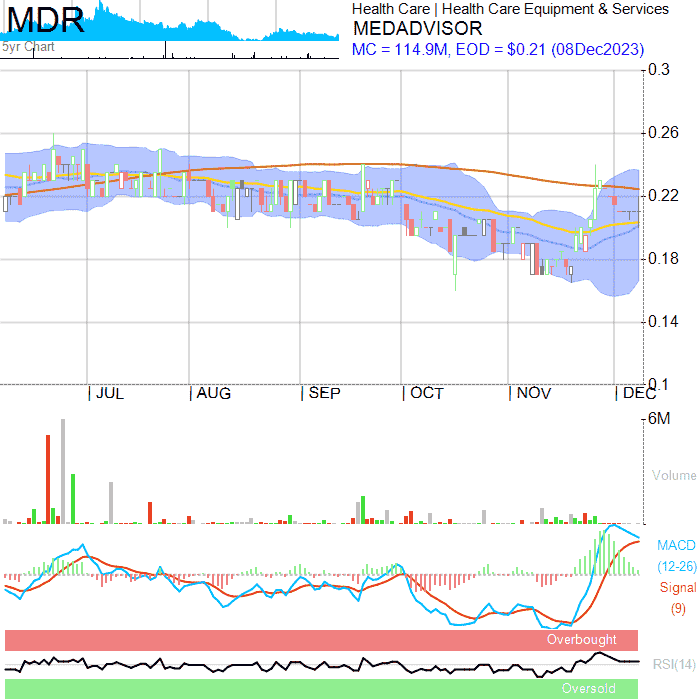 MDR
5yr Chart
Health Care | Health Care Equipment & Services
MEDADVISOR
MC = 114.9M, EOD = $0.21 (08Dec2023)
0.3
0.26
0.22
0.18
0.14
0.1
JUL
AUG
SEP
OCT
NOV
DEC
6M
Volume
MACD
(12-26)
Signal
(9)
Overbought
RSI(14)
Oversold